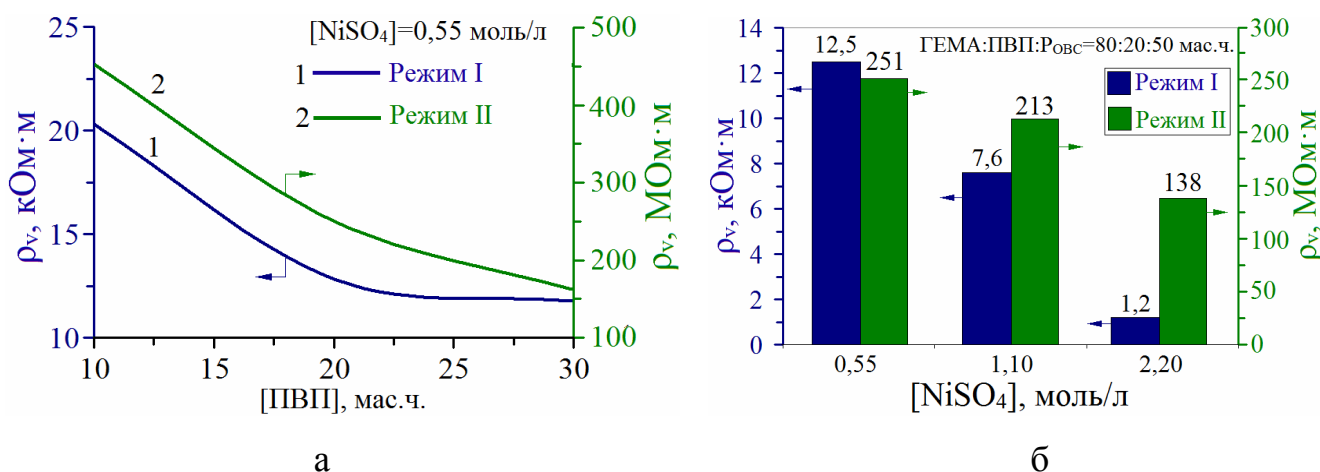 [NiSO₄]=0,55 моль/л
1 Режим I
2 Режим II
2
1
ρᵥ, кОм·м
25
20
15
10
ρᵥ, МОм·м
500
400
300
200
100
10 15 20 25 30
[ПВП], мас.ч.
а
ГЕМА:ПВП:PОВС=80:20:50 мас.ч.
Режим I
Режим II
12,5
251
7,6
213
1,2
138
ρᵥ, кОм·м
14
12
10
8
6
4
2
0
ρᵥ, МОм·м
300
250
200
150
100
50
0
0,55 1,10 2,20
[NiSO₄], моль/л
б